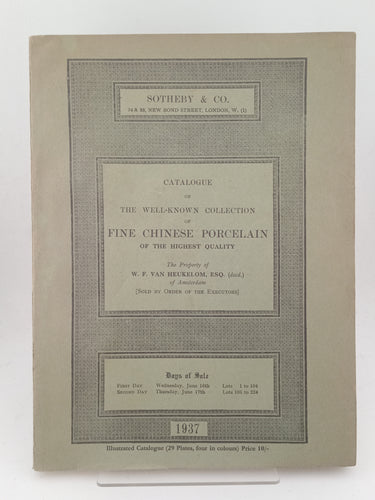 SOTHEBY & CO.
34 & 35, NEW BOND STREET, LONDON, W. (1)
CATALOGUE
OF
THE WELL-KNOWN COLLECTION
OF
FINE CHINESE PORCELAIN
OF THE HIGHEST QUALITY
The Property of
W. F. VAN HEUKELOM, ESQ. (decd.)
of Amsterdam
[SOLD BY ORDER OF THE EXECUTORS]
Days of Sale
FIRST DAY Wednesday, June 16th Lots 1 to 104
SECOND DAY Thursday, June 17th Lots 105 to 224
1937
Illustrated Catalogue (29 Plates, four in colours) Price 10/-